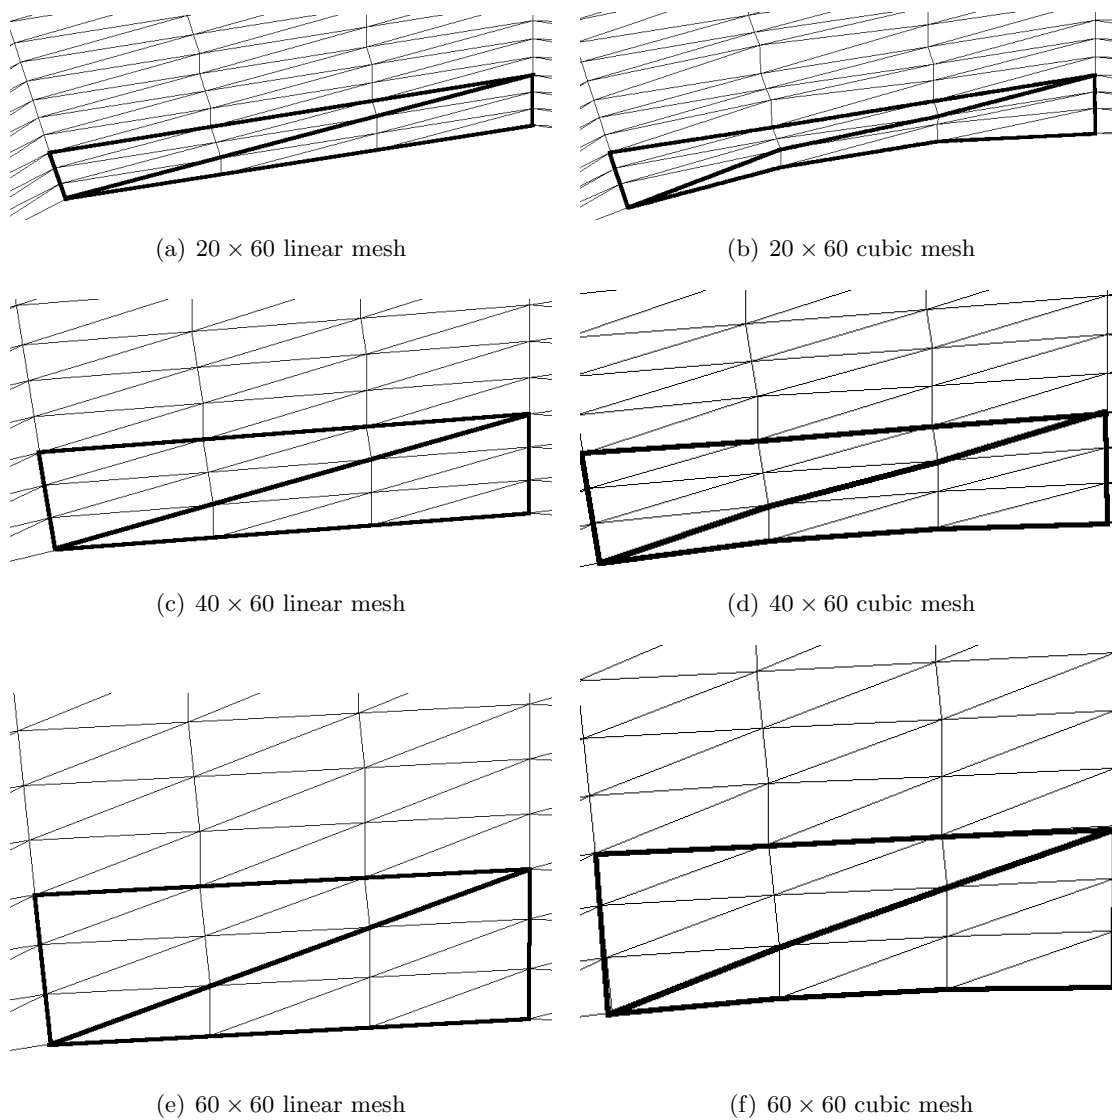 (a) 20 × 60 linear mesh
(b) 20 × 60 cubic mesh
(c) 40 × 60 linear mesh
(d) 40 × 60 cubic mesh
(e) 60 × 60 linear mesh
(f) 60 × 60 cubic mesh